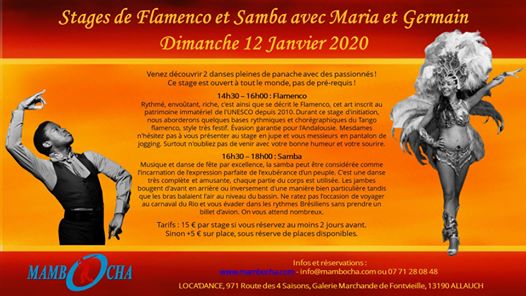 Stages de Flamenco et Samba avec Maria et Germain
Dimanche 12 Janvier 2020
Venez découvrir 2 danses pleines de panache avec des passionnés !
Ce stage est ouvert à tout le monde, pas de pré-requis !
14h30 – 16h00 : Flamenco
Rythmé, envoûtant, riche, c'est ainsi que se décrit le Flamenco, cet art inscrit au
patrimoine immatériel de l'UNESCO depuis 2010. Durant ce stage d'initiation,
nous aborderons quelques bases rythmiques et chorégraphiques du Tango
flamenco, style très festif. Évasion garantie pour l'Andalousie. Mesdames
n'hésitez pas à vous présenter au stage en jupe et vous messieurs en pantalon de
jogging. Surtout n'oubliez pas de venir avec votre bonne humeur et votre sourire.
16h30 – 18h00 : Samba
Musique et danse de fête par excellence, la samba peut être considérée comme
l'incarnation de l'expression parfaite de l'exubérance d'un peuple. C'est une danse
très complète et amusante, chaque partie du corps est utilisée. Les jambes
bougent d'avant en arrière ou inversement d'une manière bien particulière tandis
que les bras balaient l'air au niveau du bassin. Ne ratez pas l'occasion de voyager
au carnaval du Rio et vous évader dans les rythmes Brésiliens sans prendre un
billet d'avion. On vous attend nombreux.
Tarifs : 15 € par stage si vous réservez au moins 2 jours avant.
Sinon +5 € sur place, sous réserve de places disponibles.
Infos et réservations :
www.mambocha.com - info@mambocha.com ou 07 71 28 08 48
MAMBOCHA
LOCA'DANCE, 971 Route des 4 Saisons, Galerie Marchande de Fontvieille, 13190 ALLAUCH